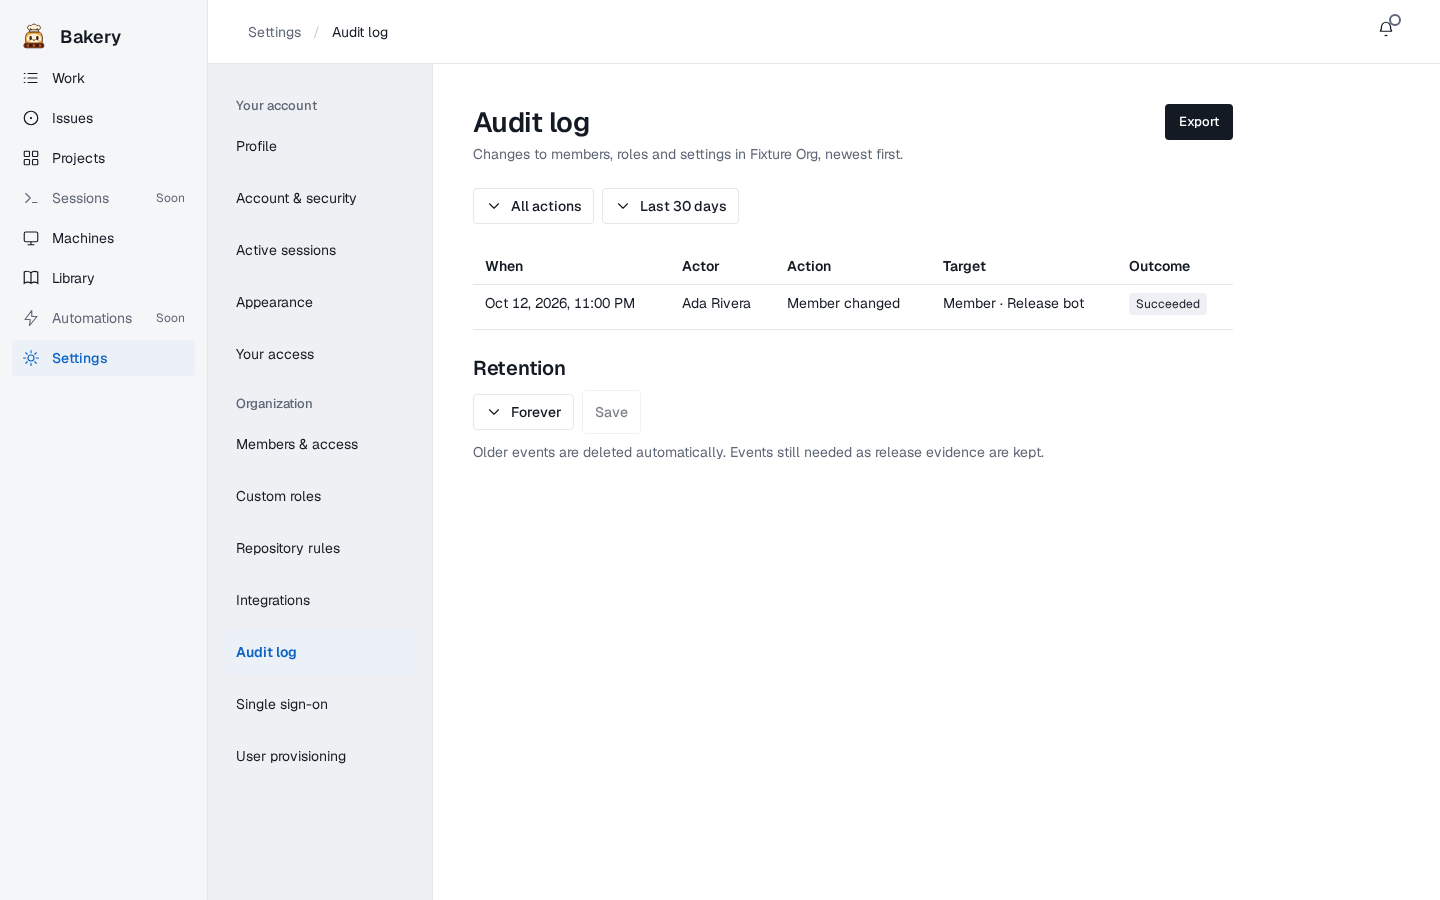 Bakery
Work
Issues
Projects
Sessions Soon
Machines
Library
Automations Soon
Settings
Settings / Audit log
Your account
Profile
Account & security
Active sessions
Appearance
Your access
Organization
Members & access
Custom roles
Repository rules
Integrations
Audit log
Single sign-on
User provisioning
Audit log
Export
Changes to members, roles and settings in Fixture Org, newest first.
All actions Last 30 days
When Actor Action Target Outcome
Oct 12, 2026, 11:00 PM Ada Rivera Member changed Member · Release bot Succeeded
Retention
Forever Save
Older events are deleted automatically. Events still needed as release evidence are kept.